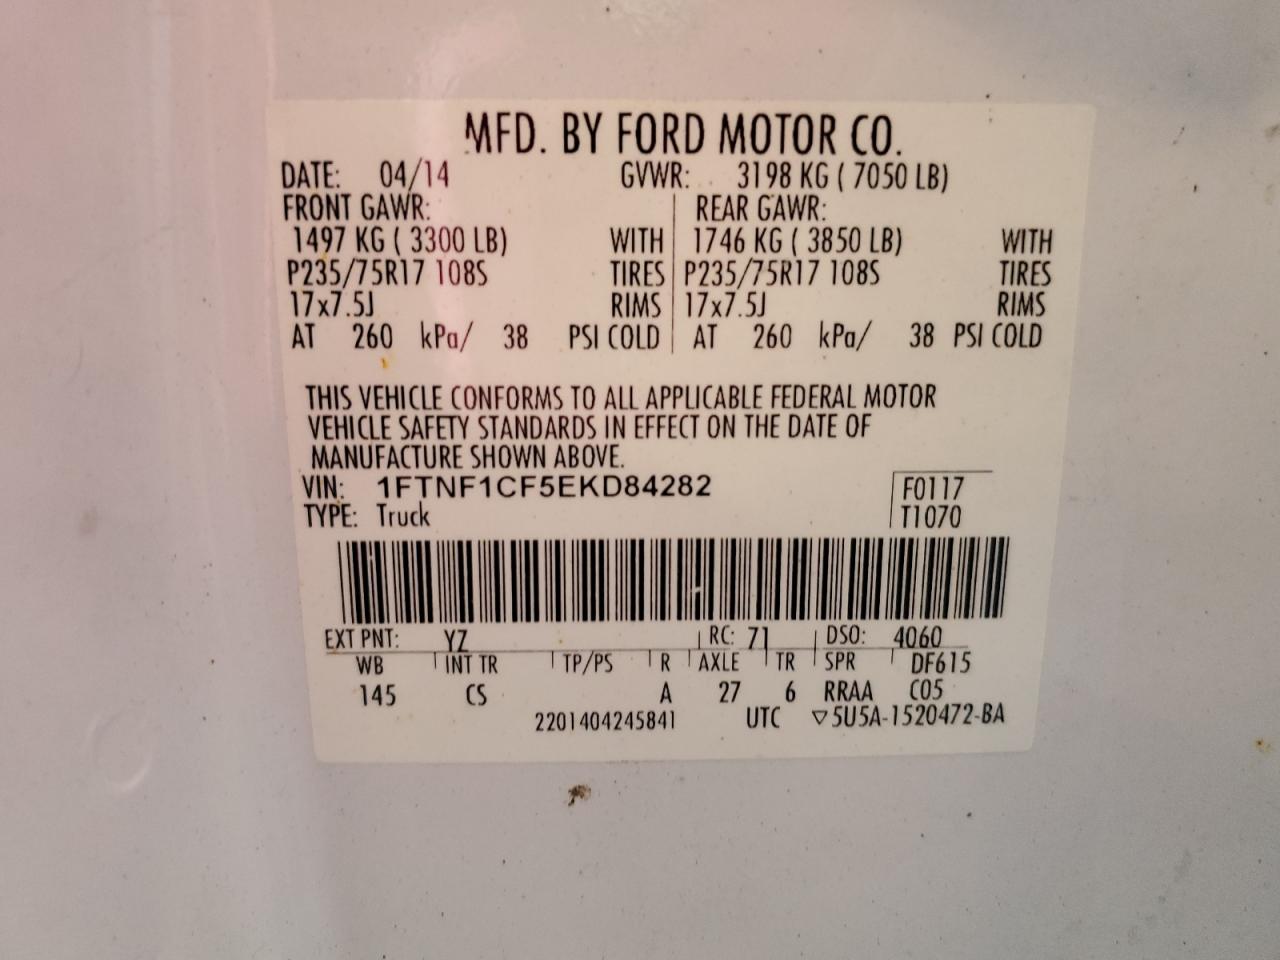 MFD. BY FORD MOTOR CO.
DATE: 04/14 GVWR: 3198 KG ( 7050 LB)
FRONT GAWR: REAR GAWR:
1497 KG ( 3300 LB) WITH 1746 KG ( 3850 LB) WITH
P235/75R17 108S TIRES P235/75R17 108S TIRES
17x7.5J RIMS 17x7.5J RIMS
AT 260 kPa/ 38 PSI COLD AT 260 kPa/ 38 PSI COLD
THIS VEHICLE CONFORMS TO ALL APPLICABLE FEDERAL MOTOR
VEHICLE SAFETY STANDARDS IN EFFECT ON THE DATE OF
MANUFACTURE SHOWN ABOVE.
VIN: 1FTNF1CF5EKD84282 F0117
TYPE: Truck T1070
EXT PNT: YZ RC: 71 DSO: 4060
WB INT TR TP/PS R AXLE TR SPR DF615
145 CS A 27 6 RRAA C05
2201404245841 UTC ▽5U5A-1520472-BA